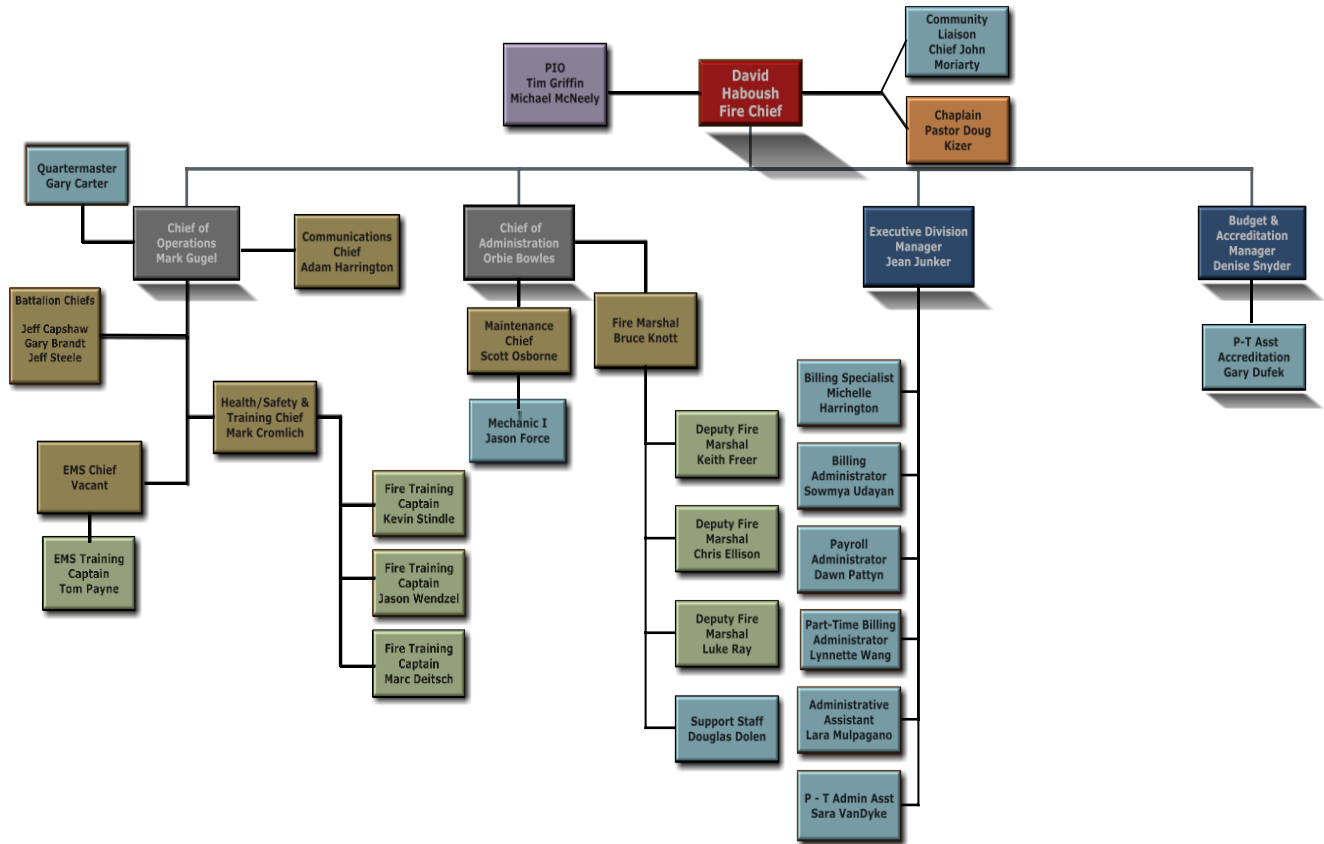 Community
Liaison
Chief John
Moriarty
PIO
Tim Griffin
Michael McNeely
David
Haboush
Fire Chief
Chaplain
Pastor Doug
Kizer
Quartermaster
Gary Carter
Chief of
Operations
Mark Gugel
Communications
Chief
Adam Harrington
Chief of
Administration
Orbie Bowles
Executive Division
Manager
Jean Junker
Budget &
Accreditation
Manager
Denise Snyder
Battalion Chiefs
Jeff Capshaw
Gary Brandt
Jeff Steele
Maintenance
Chief
Scott Osborne
Fire Marshal
Bruce Knott
P-T Asst
Accreditation
Gary Dufek
Health/Safety &
Training Chief
Mark Cromlich
Mechanic I
Jason Force
EMS Chief
Vacant
EMS Training
Captain
Tom Payne
Fire Training
Captain
Kevin Stindle
Fire Training
Captain
Jason Wendzel
Fire Training
Captain
Marc Deitsch
Deputy Fire
Marshal
Keith Freer
Deputy Fire
Marshal
Chris Ellison
Deputy Fire
Marshal
Luke Ray
Support Staff
Douglas Dolen
Billing Specialist
Michelle
Harrington
Billing
Administrator
Sowmya Udayan
Payroll
Administrator
Dawn Pattyn
Part-Time Billing
Administrator
Lynnette Wang
Administrative
Assistant
Lara Mulpagano
P - T Admin Asst
Sara VanDyke